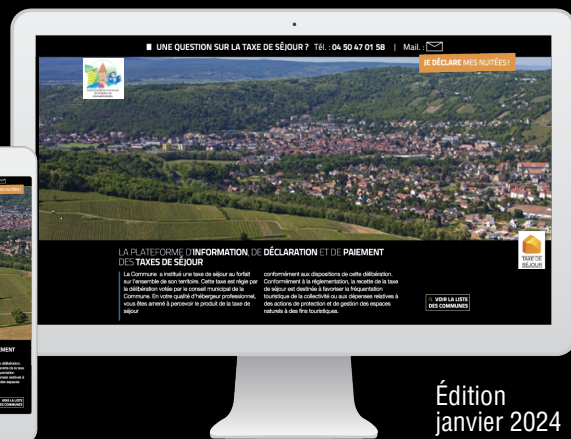 UNE QUESTION SUR LA TAXE DE SÉJOUR ? Tél. : 04 50 47 01 58 | Mail. :
JE DÉCLARE MES NUITÉES !
LA PLATEFORME D'INFORMATION, DE DÉCLARATION ET DE PAIEMENT
DES TAXES DE SÉJOUR
La Commune a institué une taxe de séjour au forfait
sur l'ensemble de son territoire. Cette taxe est régie par
la délibération votée par le conseil municipal de la
Commune. En votre qualité d'hébergeur professionnel,
vous êtes amené à percevoir le produit de la taxe de
séjour
conformément aux dispositions de cette délibération.
Conformément à la réglementation, la recette de la taxe
de séjour est destinée à favoriser la fréquentation
touristique de la collectivité ou aux dépenses relatives à
des actions de protection et de gestion des espaces
naturels à des fins touristiques.
TAXE DE
SÉJOUR
VOIR LA LISTE
DES COMMUNES
VOIR LA LISTE
DES COMMUNES
Édition
janvier 2024